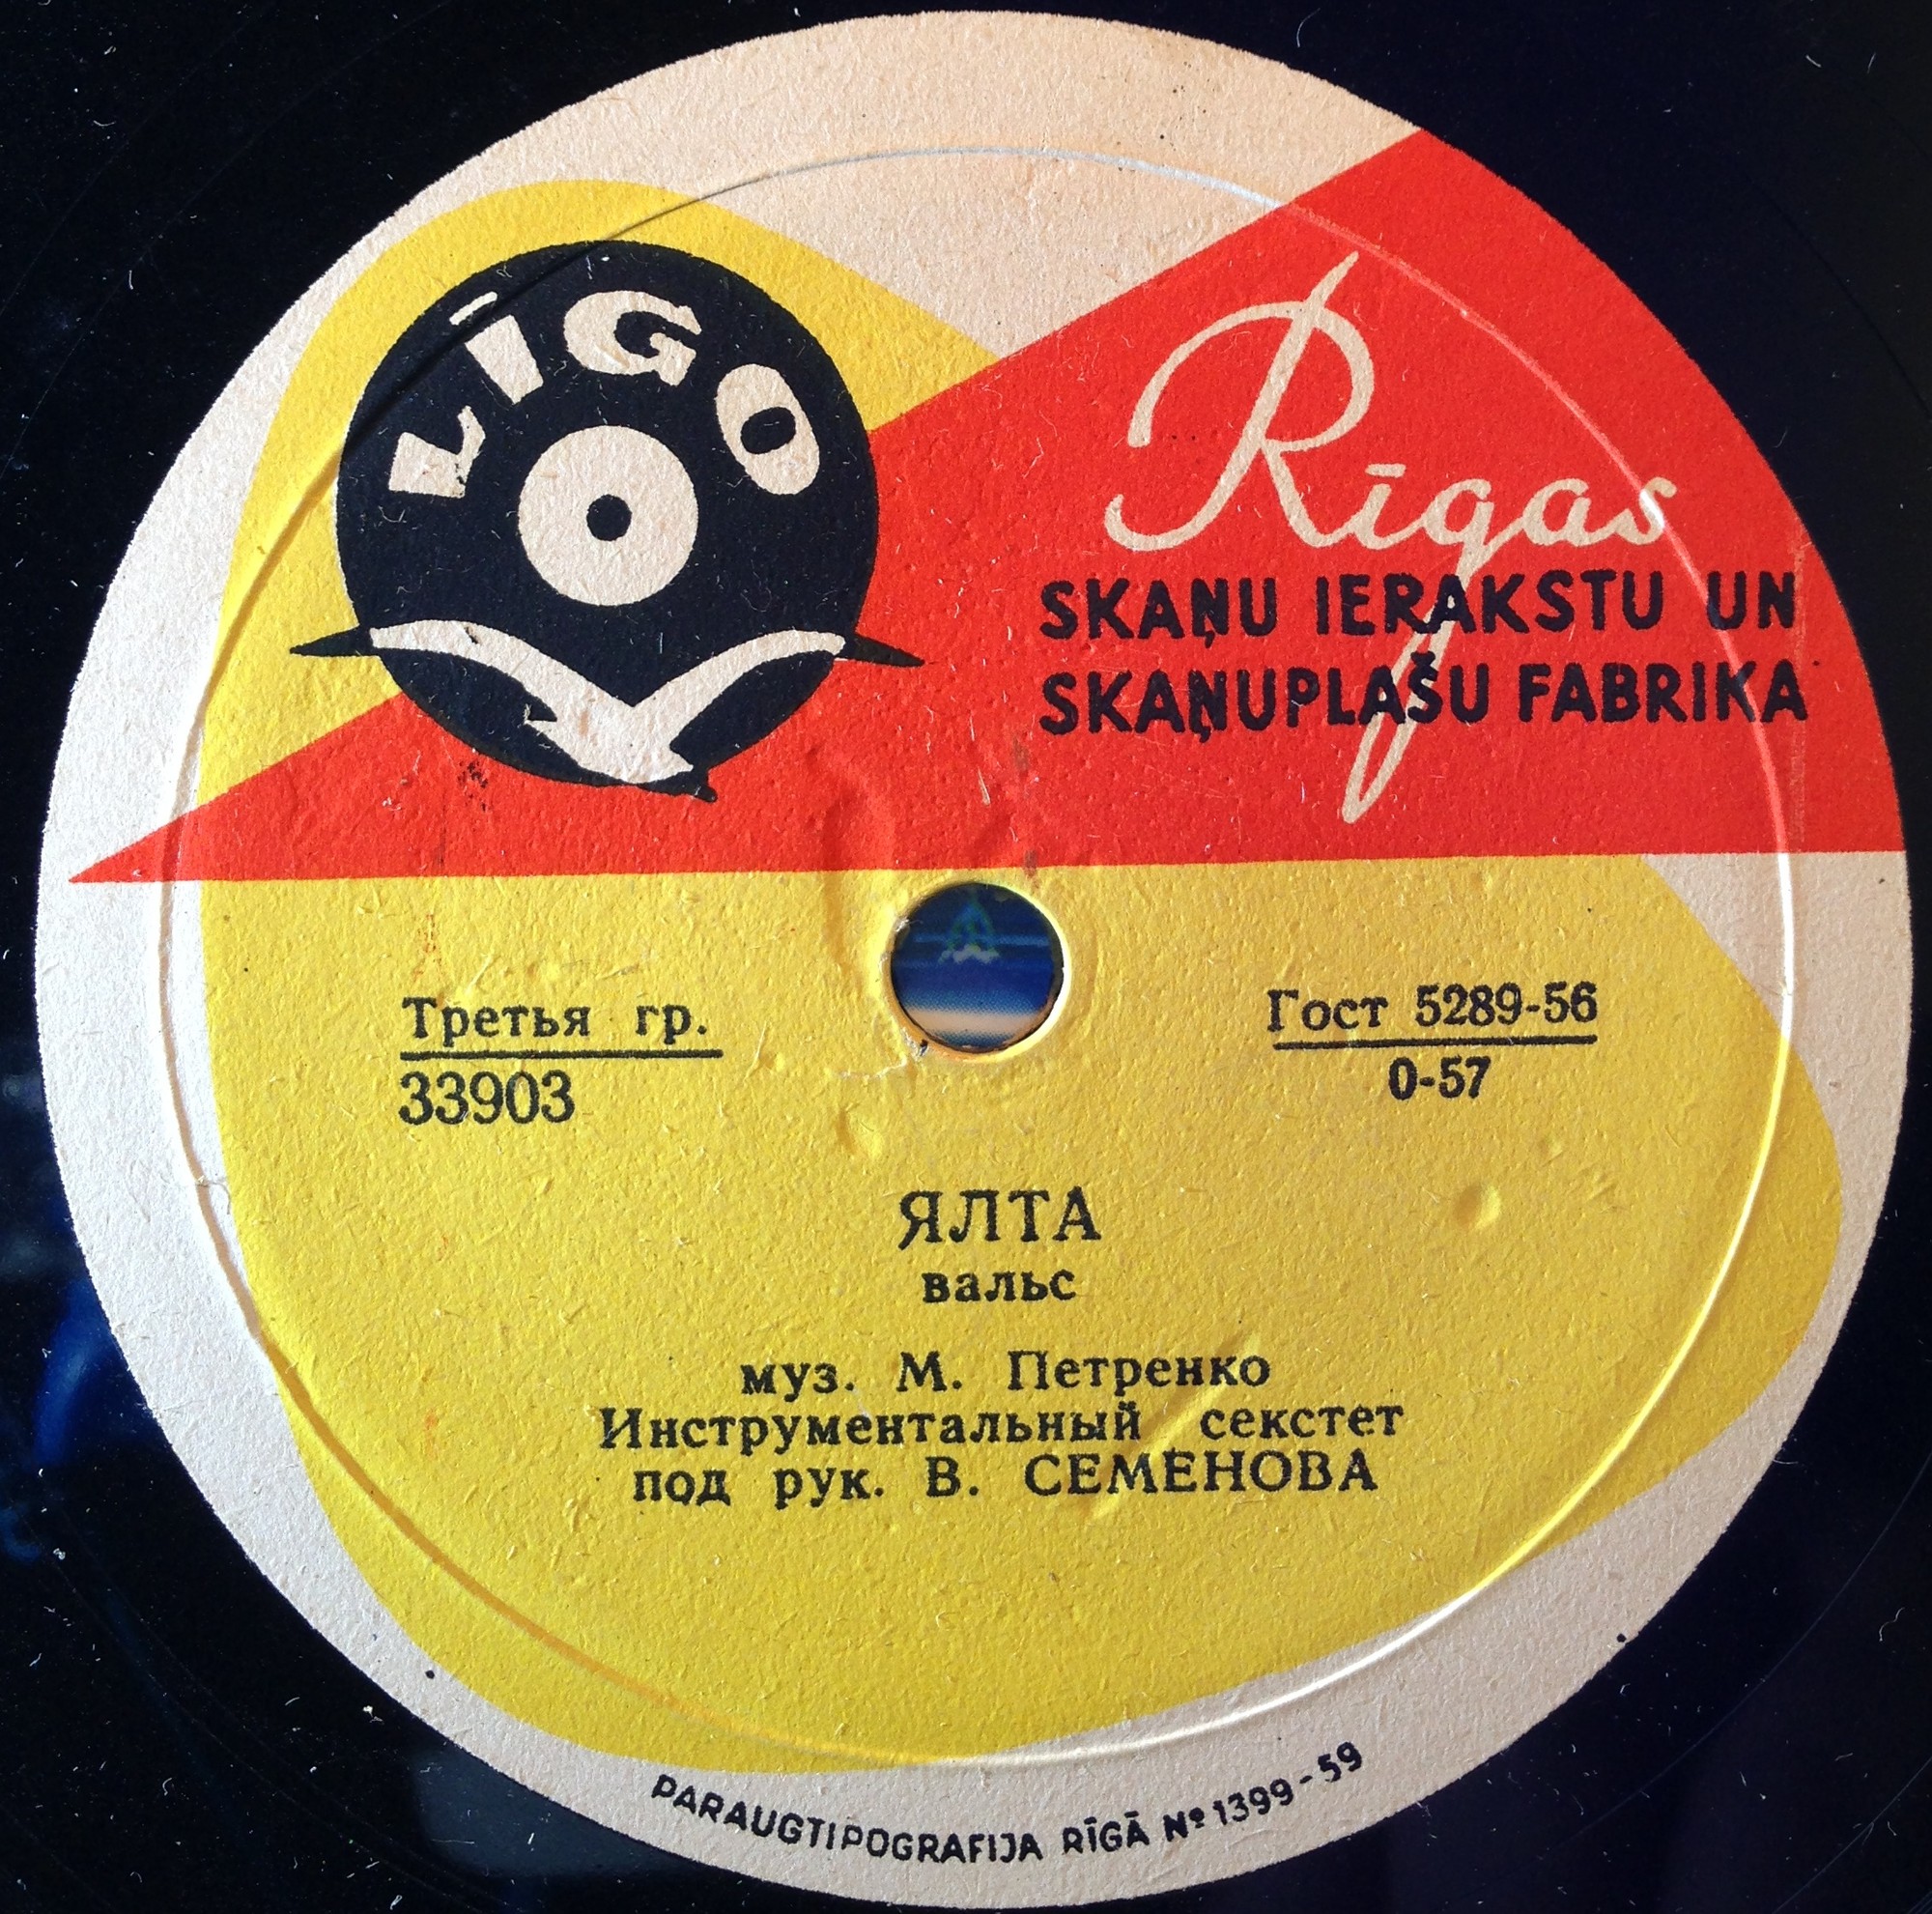 LĪGO
Rīgas
SKAŅU IERAKSTU UN
SKAŅUPLAŠU FABRIKA
Третья гр.
33903
Гост 5289-56
0-57
ЯЛТА
вальс
муз. М. Петренко
Инструментальный секстет
под рук. В. СЕМЕНОВА
PARAUGTIPOGRAFIJA RĪGĀ Nº 1399-59